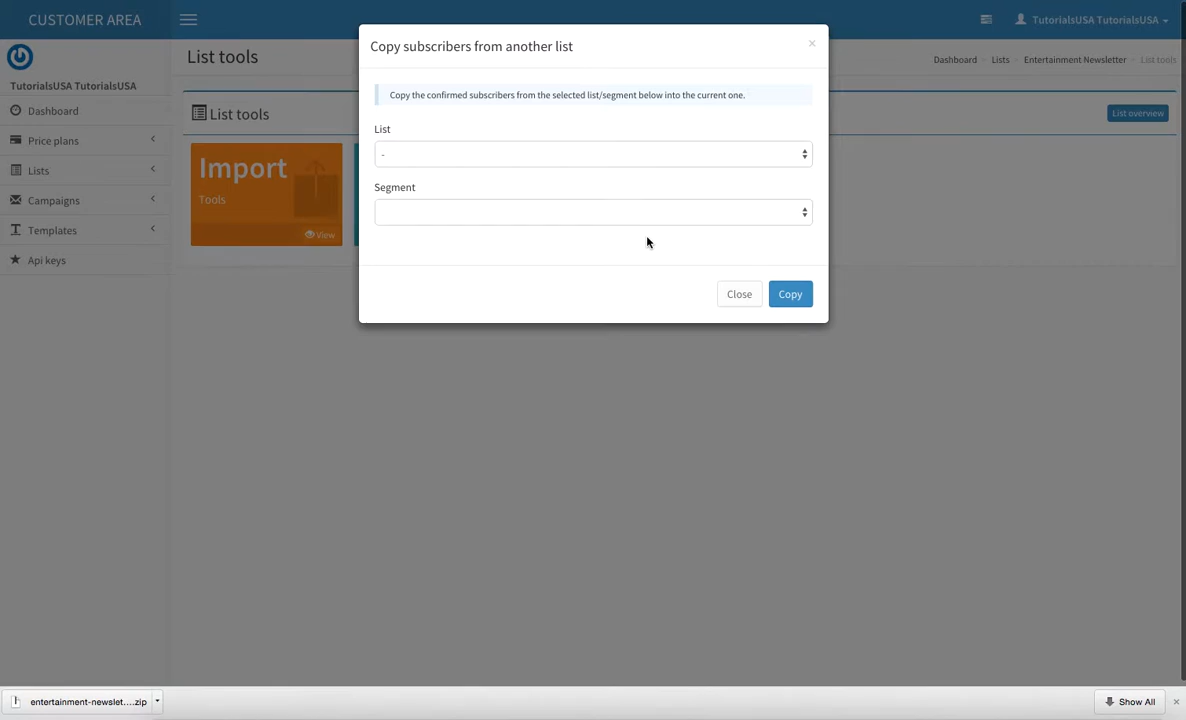 CUSTOMER AREA
TutorialsUSA TutorialsUSA
TutorialsUSA TutorialsUSA
Dashboard
Price plans
Lists
Campaigns
Templates
Api keys
List tools
Dashboard
Lists
Entertainment Newsletter
List tools
List tools
List overview
Import
Tools
View
Copy subscribers from another list
×
Copy the confirmed subscribers from the selected list/segment below into the current one.
List
-
Segment
Close
Copy
entertainment-newslet....zip
Show All